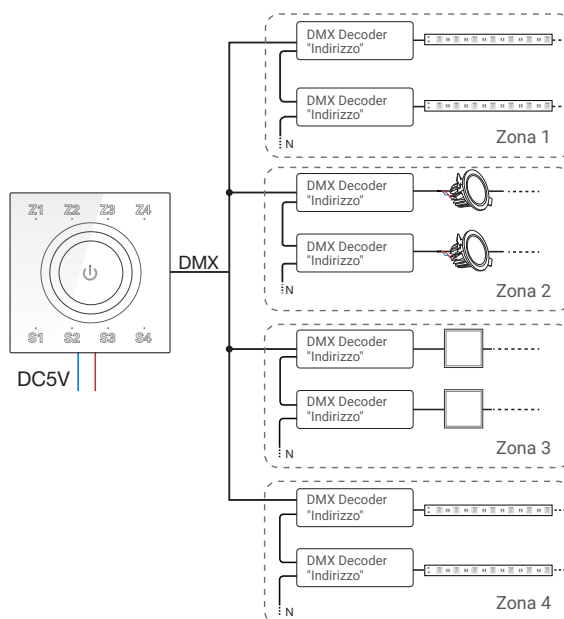 DMX Decoder
"Indirizzo"
DMX Decoder
"Indirizzo"
N
Zona 1
DMX Decoder
"Indirizzo"
DMX Decoder
"Indirizzo"
N
Zona 2
Z1 Z2 Z3 Z4
DMX
S1 S2 S3 S4
DC5V
DMX Decoder
"Indirizzo"
DMX Decoder
"Indirizzo"
N
Zona 3
DMX Decoder
"Indirizzo"
DMX Decoder
"Indirizzo"
N
Zona 4